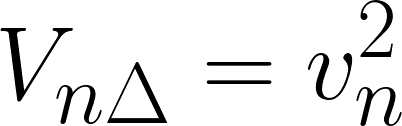 $V_{n\Delta} = v_n^2$